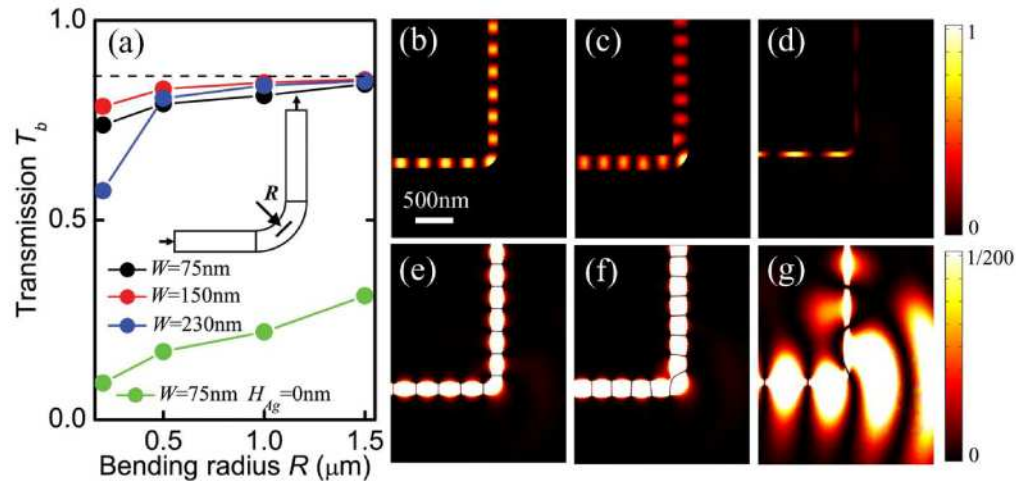 (a)
Transmission T_b
1.0
0.5
0.0
0.5
1.0
1.5
Bending radius R (μm)
R
W=75nm
W=150nm
W=230nm
W=75nm H_Ag=0nm
(b)
(c)
(d)
500nm
1
0
(e)
(f)
(g)
1/200
0